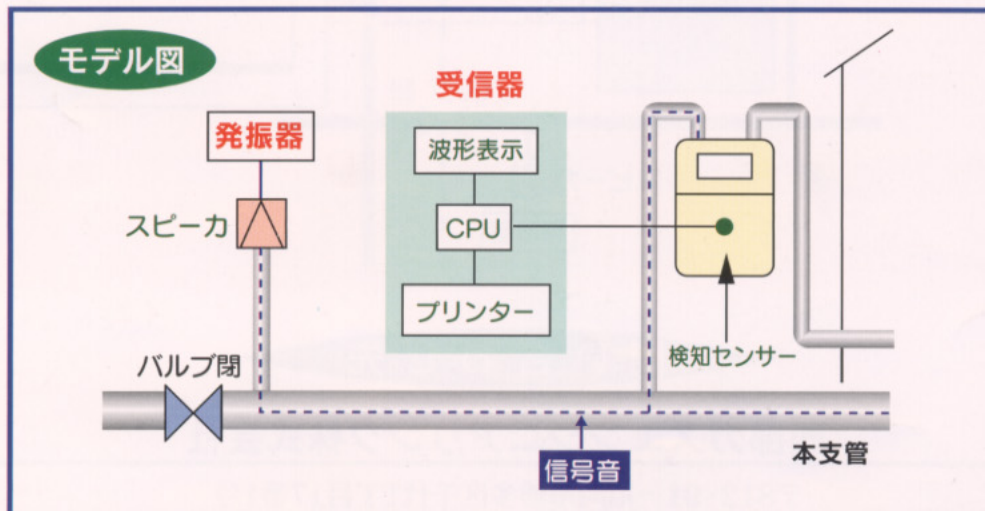 モデル図
受信器
発振器
波形表示
スピーカ
CPU
プリンター
検知センサー
バルブ閉
本支管
信号音